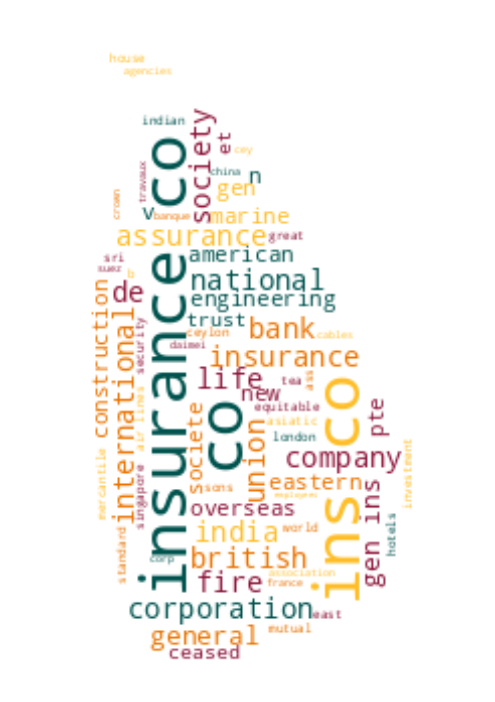 house
agencies
indian
insurance co
society
et
cey
travaux
china
n
gen
crown
v
banque
marine
assurance
great
sri
suez
american
b
de
national
engineering
construction
international
trust
bank
ceylon
cables
security
daimei
insurance
life
tea
ass
new
air lines
societe
co
equitable
ins co
pte
asiatic
union
london
company
mercantile
singapore
eastern
sons
investment
employees
overseas
gen ins
hotels
india
world
standard
corp
british
association
fire
france
corporation
east
general
mutual
ceased